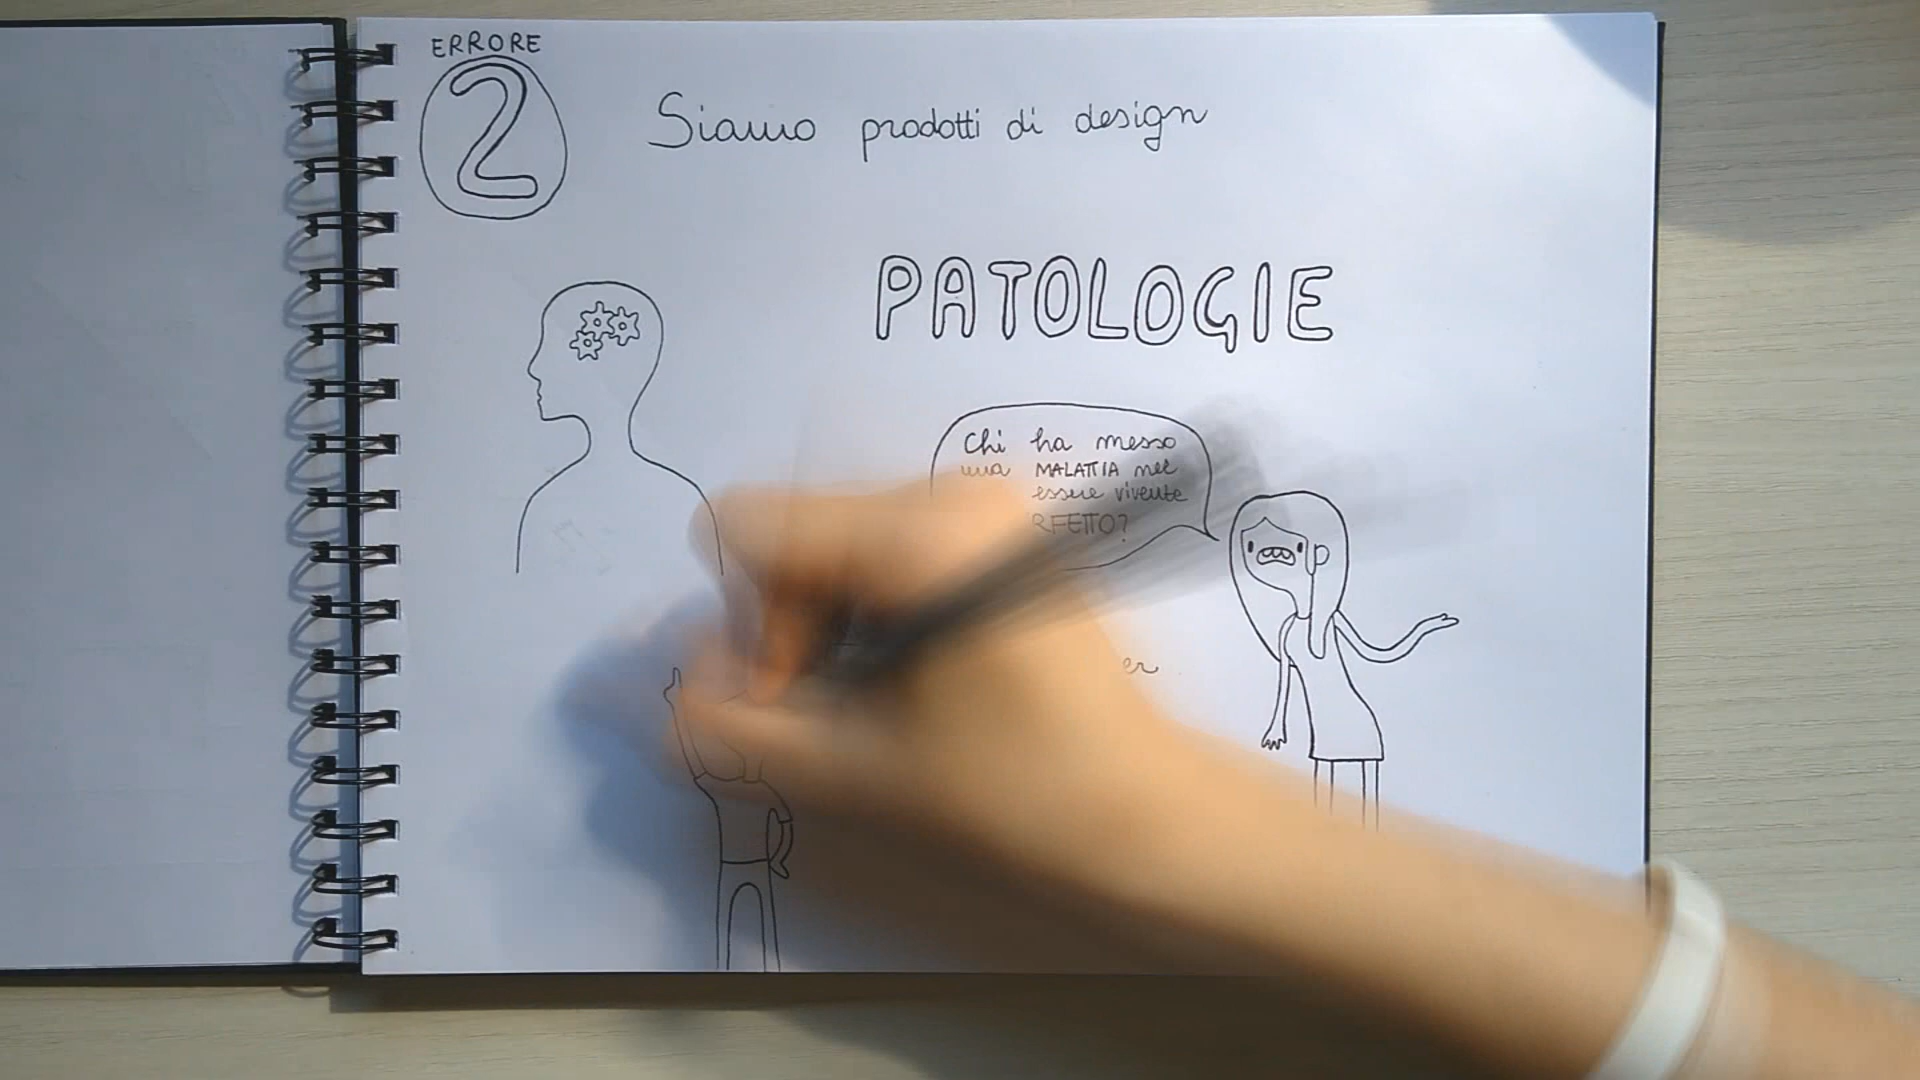 ERRORE
2
Siamo prodotti di design
PATOLOGIE
Chi ha messo
una MALATTIA nel
essere vivente